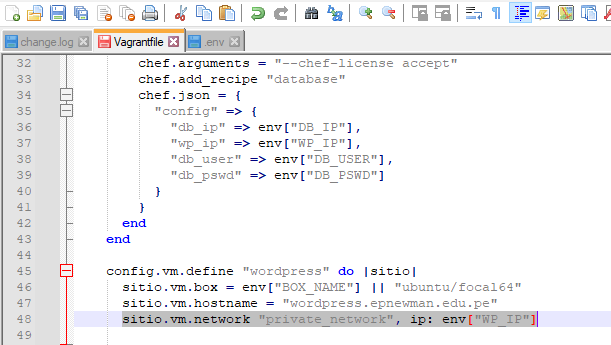 change.log Vagrantfile .env
32 chef.arguments = "--chef-license accept"
33 chef.add_recipe "database"
34 chef.json = {
35 "config" => {
36 "db_ip" => env["DB_IP"],
37 "wp_ip" => env["WP_IP"],
38 "db_user" => env["DB_USER"],
39 "db_pswd" => env["DB_PSWD"]
40 }
41 }
42 end
43 end
44
45 config.vm.define "wordpress" do |sitio|
46 sitio.vm.box = env["BOX_NAME"] || "ubuntu/focal64"
47 sitio.vm.hostname = "wordpress.epnewman.edu.pe"
48 sitio.vm.network "private_network", ip: env["WP_IP"]
49